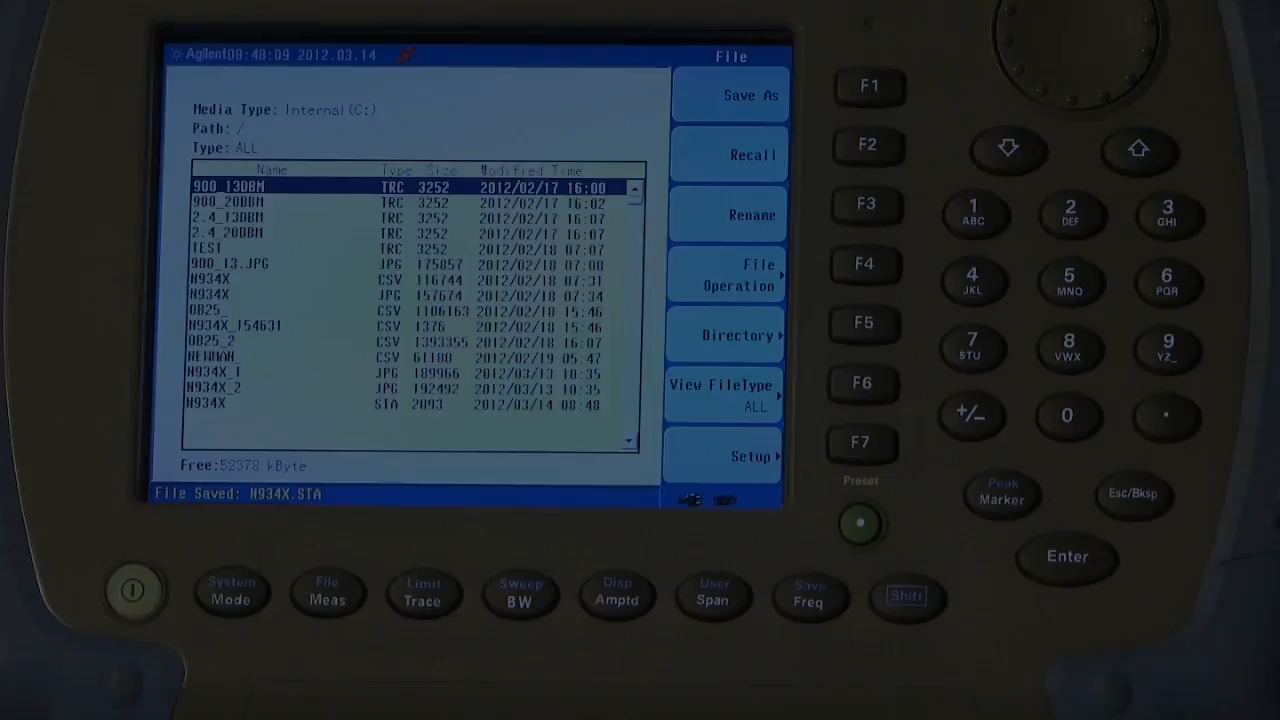 Agilent 08:48:09 2012.03.14 File
Media Type: Internal(C:)
Path: /
Type: ALL
Name Type Size Modified Time
900_13DBM TRC 3252 2012/02/17 16:00
900_20DBM TRC 3252 2012/02/17 16:02
2.4_13DBM TRC 3252 2012/02/17 16:07
2.4_20DBM TRC 3252 2012/02/17 16:07
TEST TRC 3252 2012/02/18 07:07
900_13.JPG JPG 175857 2012/02/18 07:08
N934X CSV 116744 2012/02/18 07:31
N934X JPG 157674 2012/02/18 07:34
OB25_ CSV 1106163 2012/02/18 15:46
N934X_154631 CSV 1376 2012/02/18 15:46
OB25_2 CSV 1393355 2012/02/18 16:07
NEWMAN_ CSV 61180 2012/02/19 05:47
N934X_1 JPG 189966 2012/03/13 10:35
N934X_2 JPG 192492 2012/03/13 10:35
N934X STA 2093 2012/03/14 08:48
Free:52378 kByte
File Saved: N934X.STA
Save As
Recall
Rename
File
Operation
Directory
View FileType
ALL
Setup
F1
F2
F3
F4
F5
F6
F7
Preset
1 2 3
ABC DEF GHI
4 5 6
JKL MNO PQR
7 8 9
STU VWX YZ_
+/- 0 .
Peak
Marker
Esc/Bksp
Enter
System File Limit Sweep Disp User Save Shift
Mode Meas Trace BW Amptd Span Freq